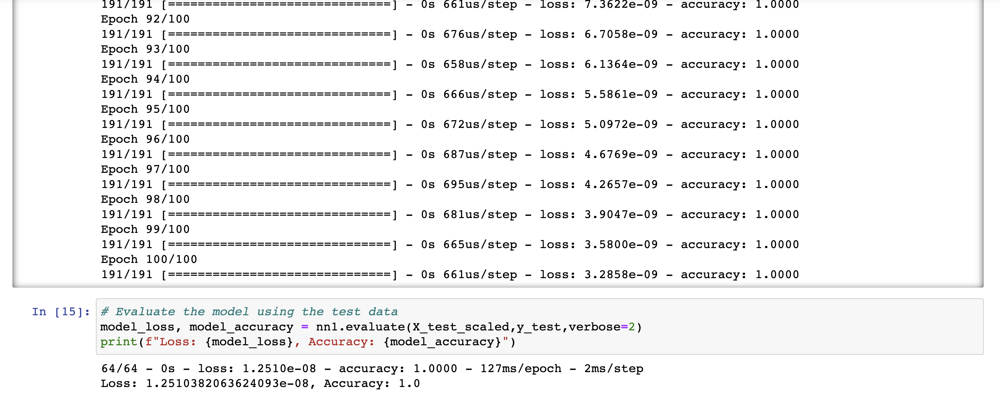 191/191 [==============================] - 0s 661us/step - loss: 7.3622e-09 - accuracy: 1.0000
Epoch 92/100
191/191 [==============================] - 0s 676us/step - loss: 6.7058e-09 - accuracy: 1.0000
Epoch 93/100
191/191 [==============================] - 0s 658us/step - loss: 6.1364e-09 - accuracy: 1.0000
Epoch 94/100
191/191 [==============================] - 0s 666us/step - loss: 5.5861e-09 - accuracy: 1.0000
Epoch 95/100
191/191 [==============================] - 0s 672us/step - loss: 5.0972e-09 - accuracy: 1.0000
Epoch 96/100
191/191 [==============================] - 0s 687us/step - loss: 4.6769e-09 - accuracy: 1.0000
Epoch 97/100
191/191 [==============================] - 0s 695us/step - loss: 4.2657e-09 - accuracy: 1.0000
Epoch 98/100
191/191 [==============================] - 0s 681us/step - loss: 3.9047e-09 - accuracy: 1.0000
Epoch 99/100
191/191 [==============================] - 0s 665us/step - loss: 3.5800e-09 - accuracy: 1.0000
Epoch 100/100
191/191 [==============================] - 0s 661us/step - loss: 3.2858e-09 - accuracy: 1.0000
In [15]: # Evaluate the model using the test data
model_loss, model_accuracy = nn1.evaluate(X_test_scaled,y_test,verbose=2)
print(f"Loss: {model_loss}, Accuracy: {model_accuracy}")
64/64 - 0s - loss: 1.2510e-08 - accuracy: 1.0000 - 127ms/epoch - 2ms/step
Loss: 1.2510382063624093e-08, Accuracy: 1.0